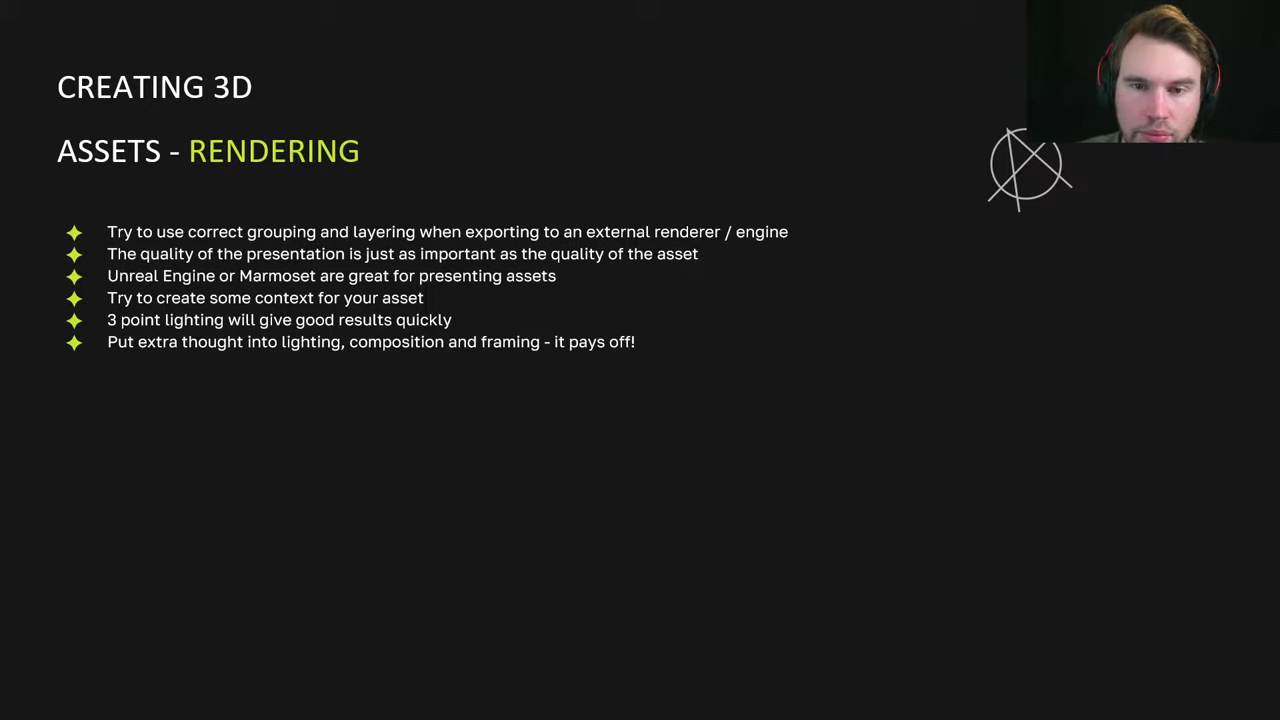 CREATING 3D
ASSETS - RENDERING
Try to use correct grouping and layering when exporting to an external renderer / engine
The quality of the presentation is just as important as the quality of the asset
Unreal Engine or Marmoset are great for presenting assets
Try to create some context for your asset
3 point lighting will give good results quickly
Put extra thought into lighting, composition and framing - it pays off!